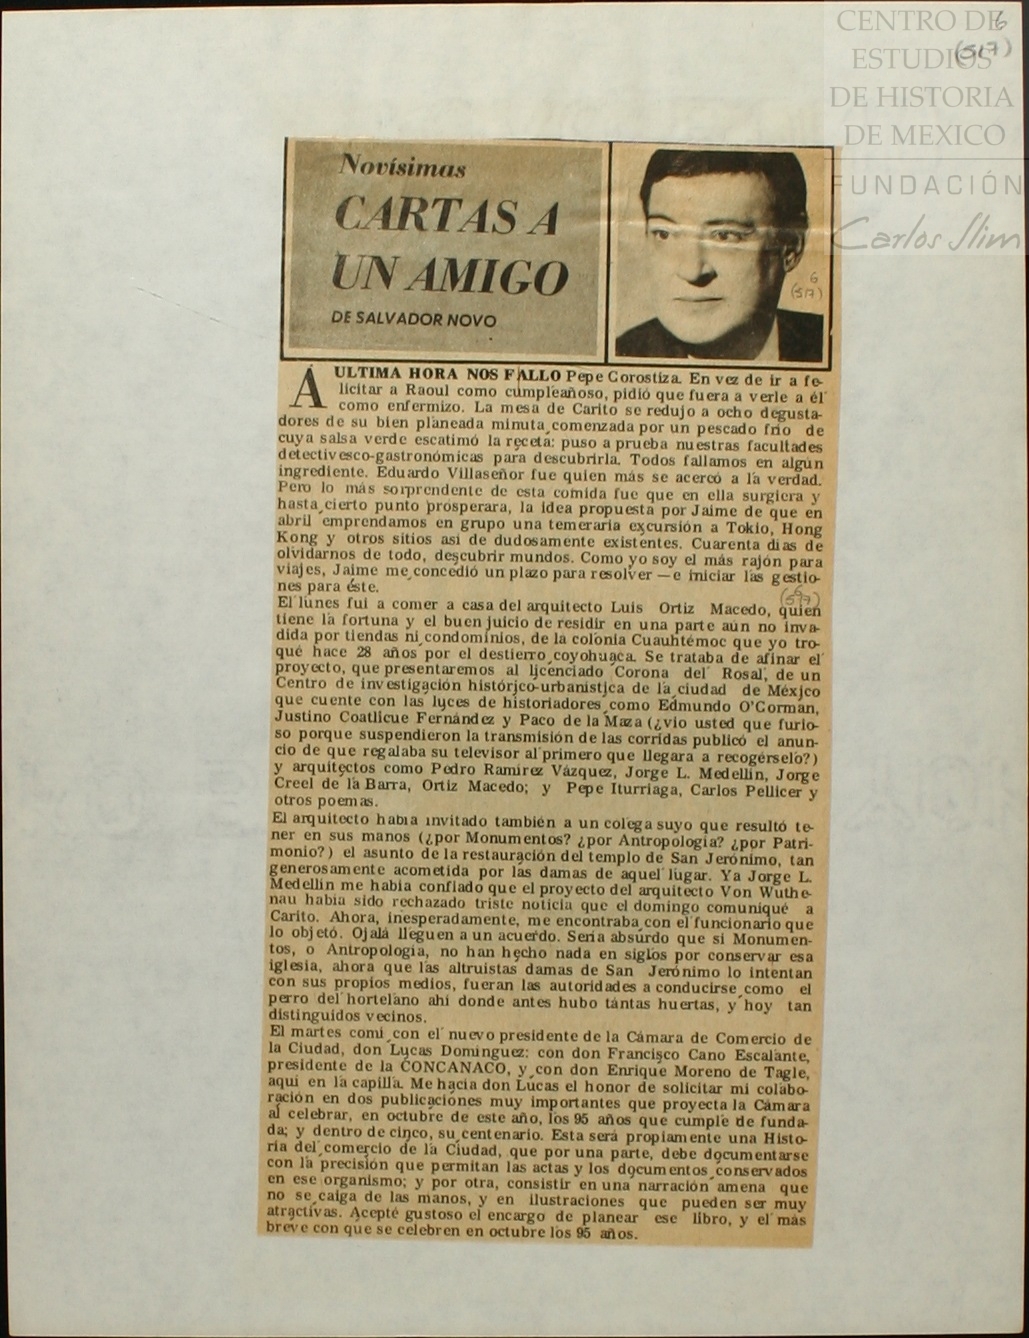 CENTRO DE
ESTUDIOS
DE HISTORIA
DE MEXICO
FUNDACIÓN
Carlos Slim
6
(517)
Novísimas
CARTAS A
UN AMIGO
DE SALVADOR NOVO
6
(517)
A ULTIMA HORA NOS FALLO Pepe Gorostiza. En vez de ir a fe-
licitar a Raoul como cumpleañoso, pidió que fuera a verle a él
como enfermizo. La mesa de Carito se redujo a ocho degusta-
dores de su bien planeada minuta comenzada por un pescado frío de
cuya salsa verde escatimó la receta: puso a prueba nuestras facultades
detectivesco-gastronómicas para descubrirla. Todos fallamos en algún
ingrediente. Eduardo Villaseñor fue quien más se acercó a la verdad.
Pero lo más sorprendente de esta comida fue que en ella surgiera y
hasta cierto punto prosperara, la idea propuesta por Jaime de que en
abril emprendamos en grupo una temeraria excursión a Tokio, Hong
Kong y otros sitios así de dudosamente existentes. Cuarenta días de
olvidarnos de todo, descubrir mundos. Como yo soy el más rajón para
viajes, Jaime me concedió un plazo para resolver —e iniciar las gestio-
nes para éste.
6
(517)
El lunes fui a comer a casa del arquitecto Luis Ortiz Macedo, quien
tiene la fortuna y el buen juicio de residir en una parte aún no inva-
dida por tiendas ni condominios, de la colonia Cuauhtémoc que yo tro-
qué hace 28 años por el destierro coyohuaca. Se trataba de afinar el
proyecto, que presentaremos al licenciado Corona del Rosal, de un
Centro de investigación histórico-urbanística de la ciudad de México
que cuente con las luces de historiadores como Edmundo O'Gorman,
Justino Coatlicue Fernández y Paco de la Maza (¿vio usted que furio-
so porque suspendieron la transmisión de las corridas publicó el anun-
cio de que regalaba su televisor al primero que llegara a recogérselo?)
y arquitectos como Pedro Ramírez Vázquez, Jorge L. Medellín, Jorge
Creel de la Barra, Ortiz Macedo; y Pepe Iturriaga, Carlos Pellicer y
otros poemas.
El arquitecto había invitado también a un colega suyo que resultó te-
ner en sus manos (¿por Monumentos? ¿por Antropología? ¿por Patri-
monio?) el asunto de la restauración del templo de San Jerónimo, tan
generosamente acometida por las damas de aquel lugar. Ya Jorge L.
Medellín me había confiado que el proyecto del arquitecto Von Wuthe-
nau había sido rechazado triste noticia que el domingo comuniqué a
Carito. Ahora, inesperadamente, me encontraba con el funcionario que
lo objetó. Ojalá lleguen a un acuerdo. Sería absurdo que si Monumen-
tos, o Antropología, no han hecho nada en siglos por conservar esa
iglesia, ahora que las altruistas damas de San Jerónimo lo intentan
con sus propios medios, fueran las autoridades a conducirse como el
perro del hortelano ahí donde antes hubo tántas huertas, y hoy tan
distinguidos vecinos.
El martes comí con el nuevo presidente de la Cámara de Comercio de
la Ciudad, don Lucas Domínguez: con don Francisco Cano Escalante,
presidente de la CONCANACO, y con don Enrique Moreno de Tagle,
aquí en la capilla. Me hacía don Lucas el honor de solicitar mi colabo-
ración en dos publicaciones muy importantes que proyecta la Cámara
al celebrar, en octubre de este año, los 95 años que cumple de funda-
da; y dentro de cinco, su centenario. Esta será propiamente una Histo-
ria del comercio de la Ciudad, que por una parte, debe documentarse
con la precisión que permitan las actas y los documentos conservados
en ese organismo; y por otra, consistir en una narración amena que
no se caiga de las manos, y en ilustraciones que pueden ser muy
atractivas. Acepté gustoso el encargo de planear ese libro, y el más
breve con que se celebren en octubre los 95 años.